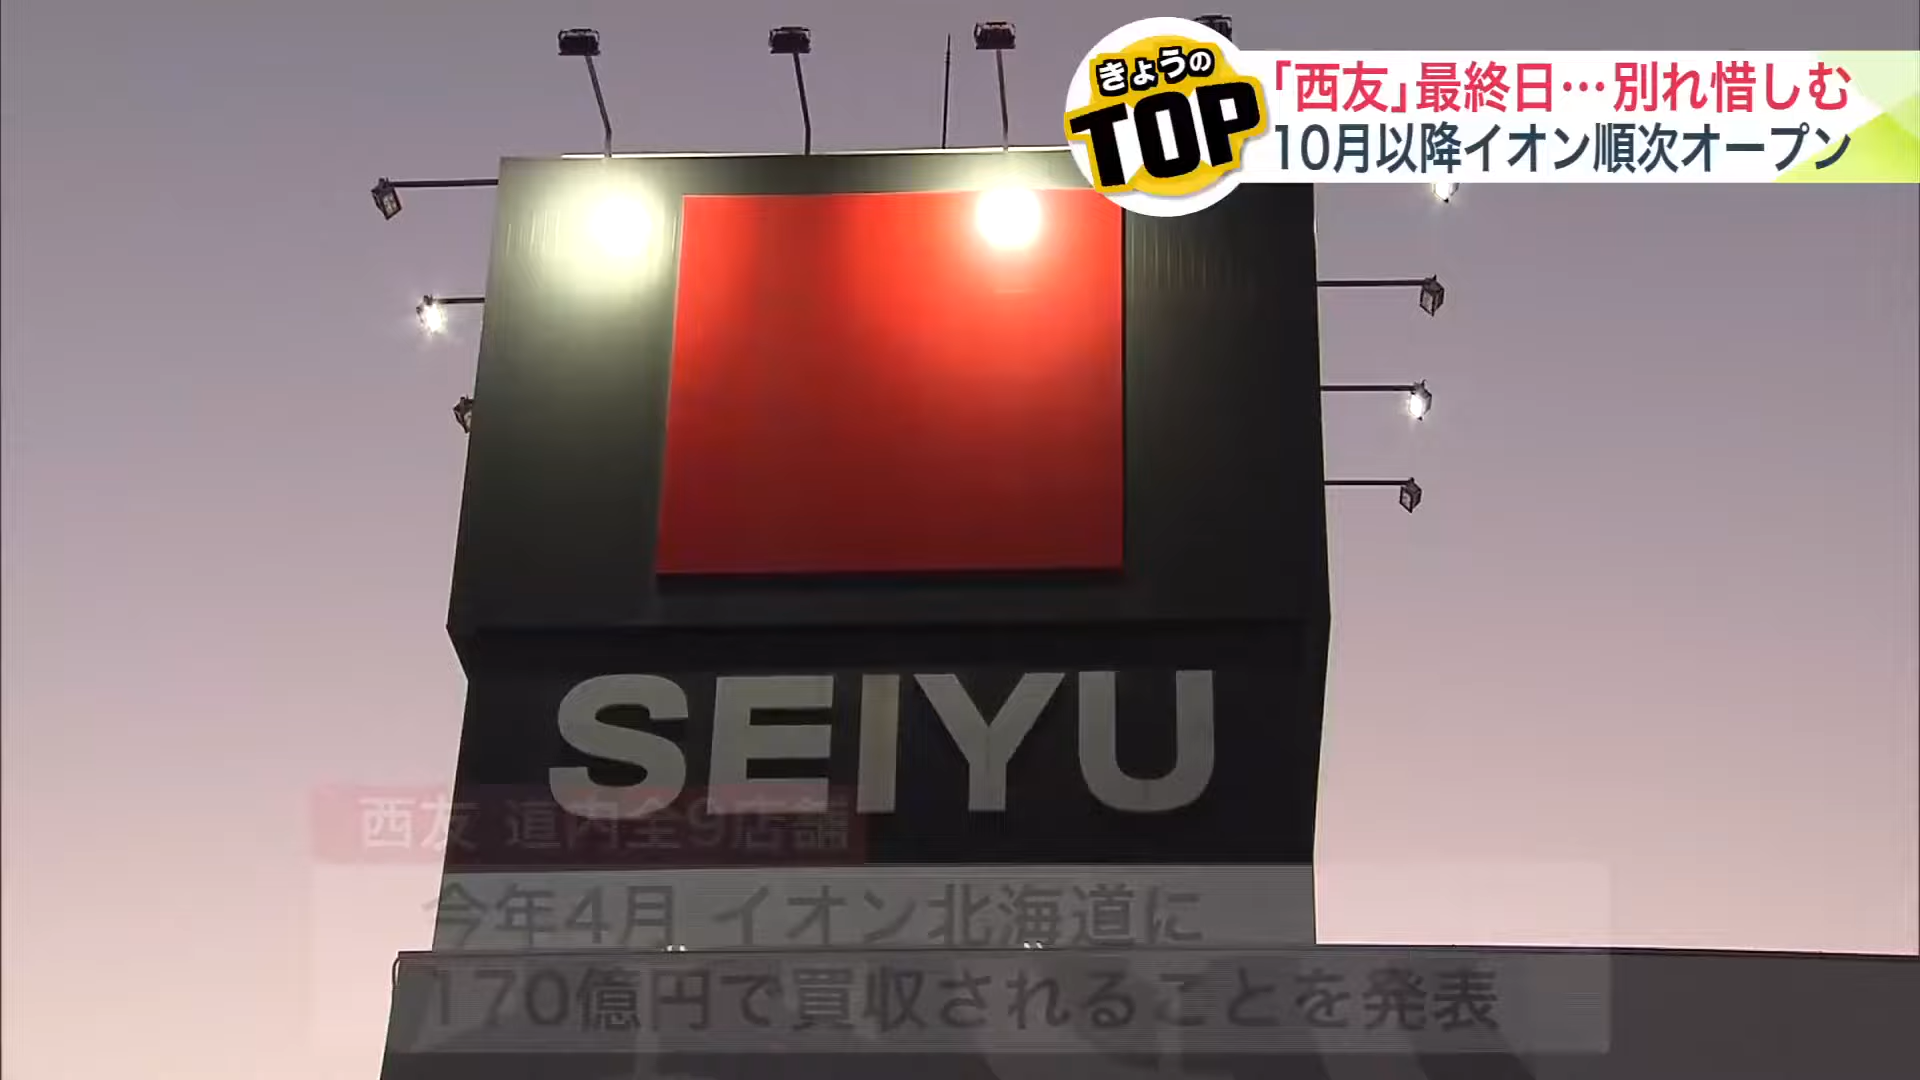 きょうの
TOP
「西友」最終日…別れ惜しむ
10月以降イオン順次オープン
SEIYU
西友 道内全9店舗
今年4月 イオン北海道に
170億円で買収されることを発表